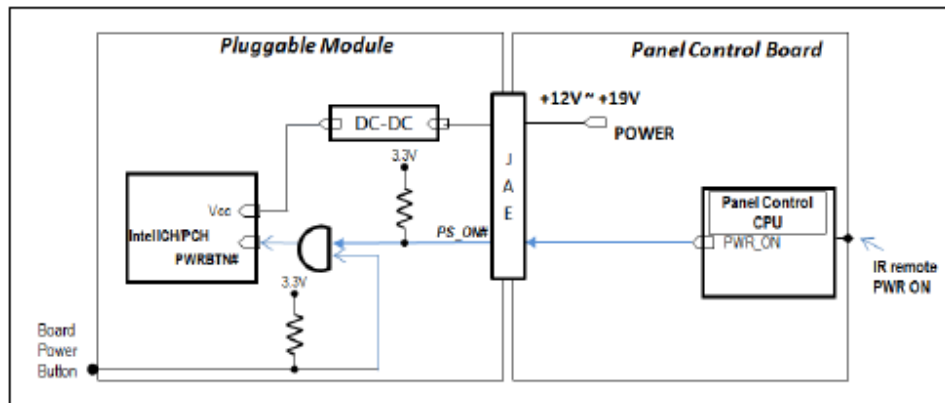 Pluggable Module
Panel Control Board
+12V ~ +19V
POWER
DC-DC
J
A
E
3.3V
Vcc
Intel ICH/PCH
PWRBTN#
PS_ON#
Panel Control
CPU
PWR_ON
IR remote
PWR ON
3.3V
Board
Power
Button